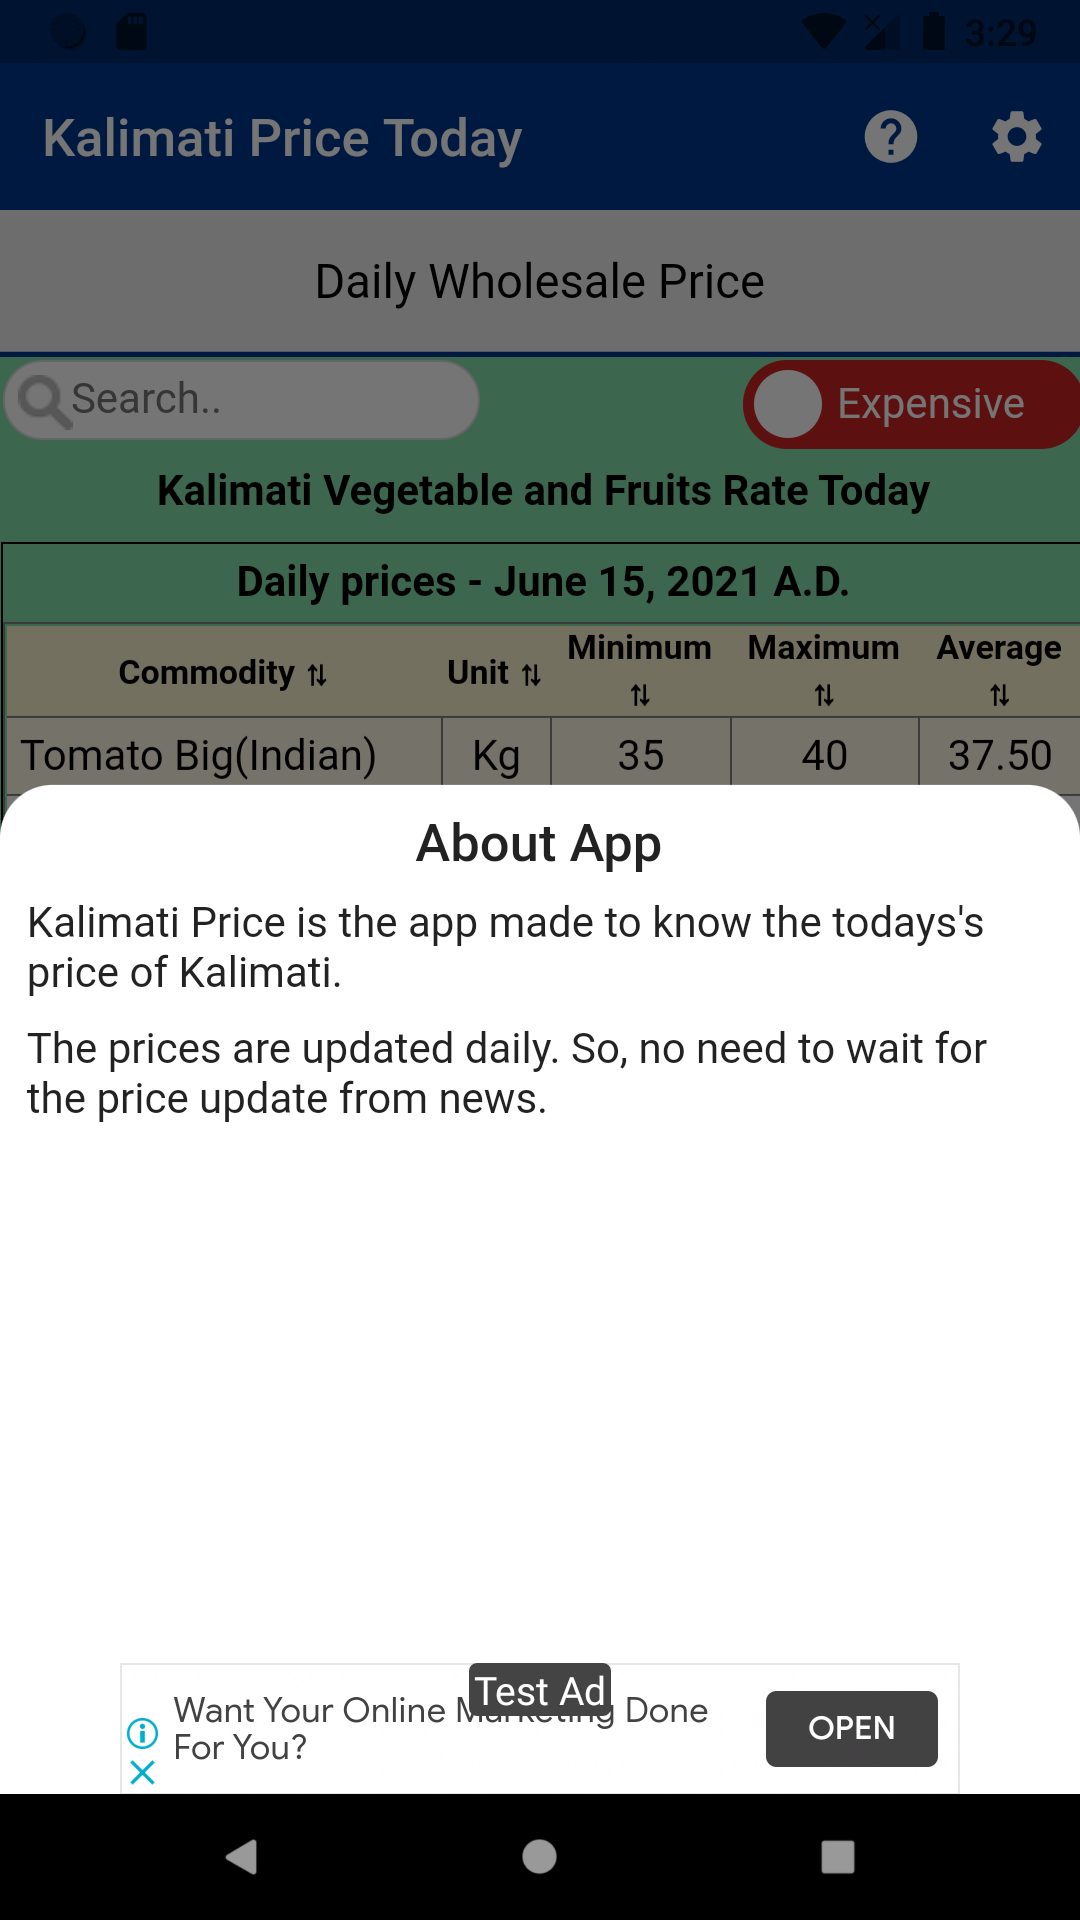 3:29
Kalimati Price Today
Daily Wholesale Price
Search..
Expensive
Kalimati Vegetable and Fruits Rate Today
Daily prices - June 15, 2021 A.D.
Commodity ⇅ Unit ⇅ Minimum ⇅ Maximum ⇅ Average ⇅
Tomato Big(Indian) Kg 35 40 37.50
About App
Kalimati Price is the app made to know the todays's
price of Kalimati.
The prices are updated daily. So, no need to wait for
the price update from news.
Test Ad
Want Your Online Marketing Done
For You?
OPEN